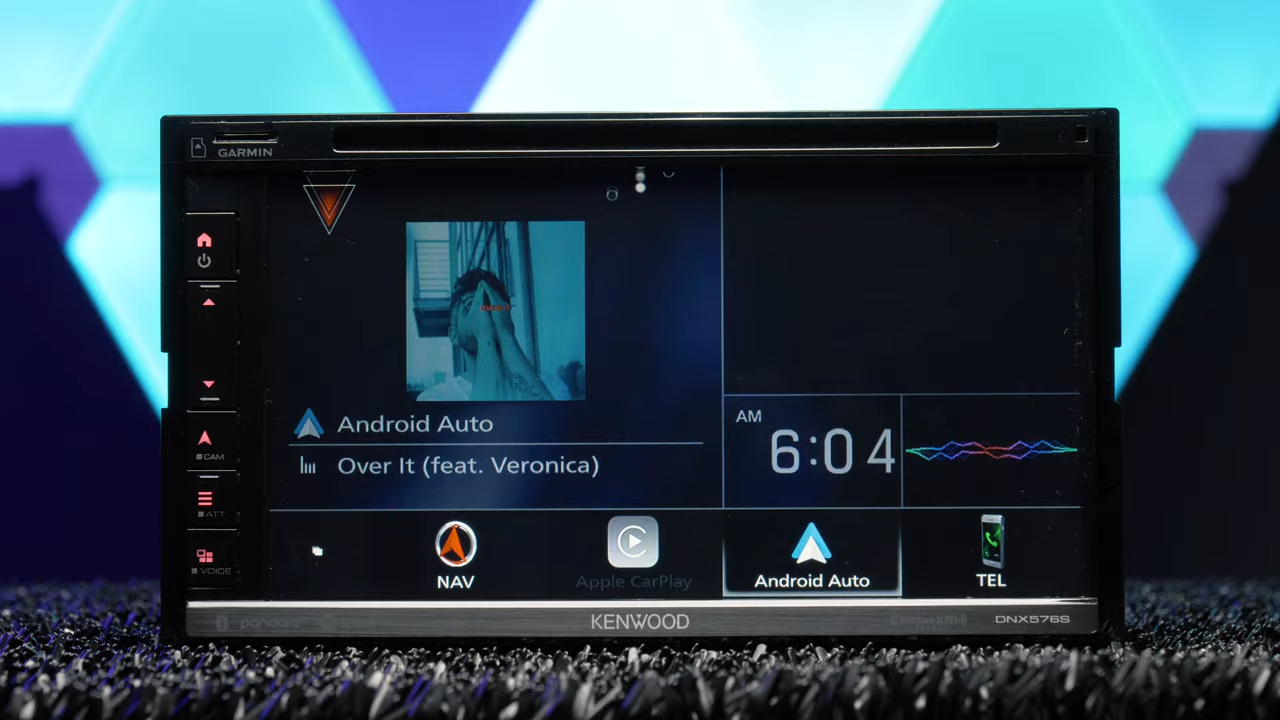 GARMIN
CAM
ATT
VOICE
Android Auto
Over It (feat. Veronica)
AM
6:04
NAV
Apple CarPlay
Android Auto
TEL
pandora
KENWOOD
DNX576S